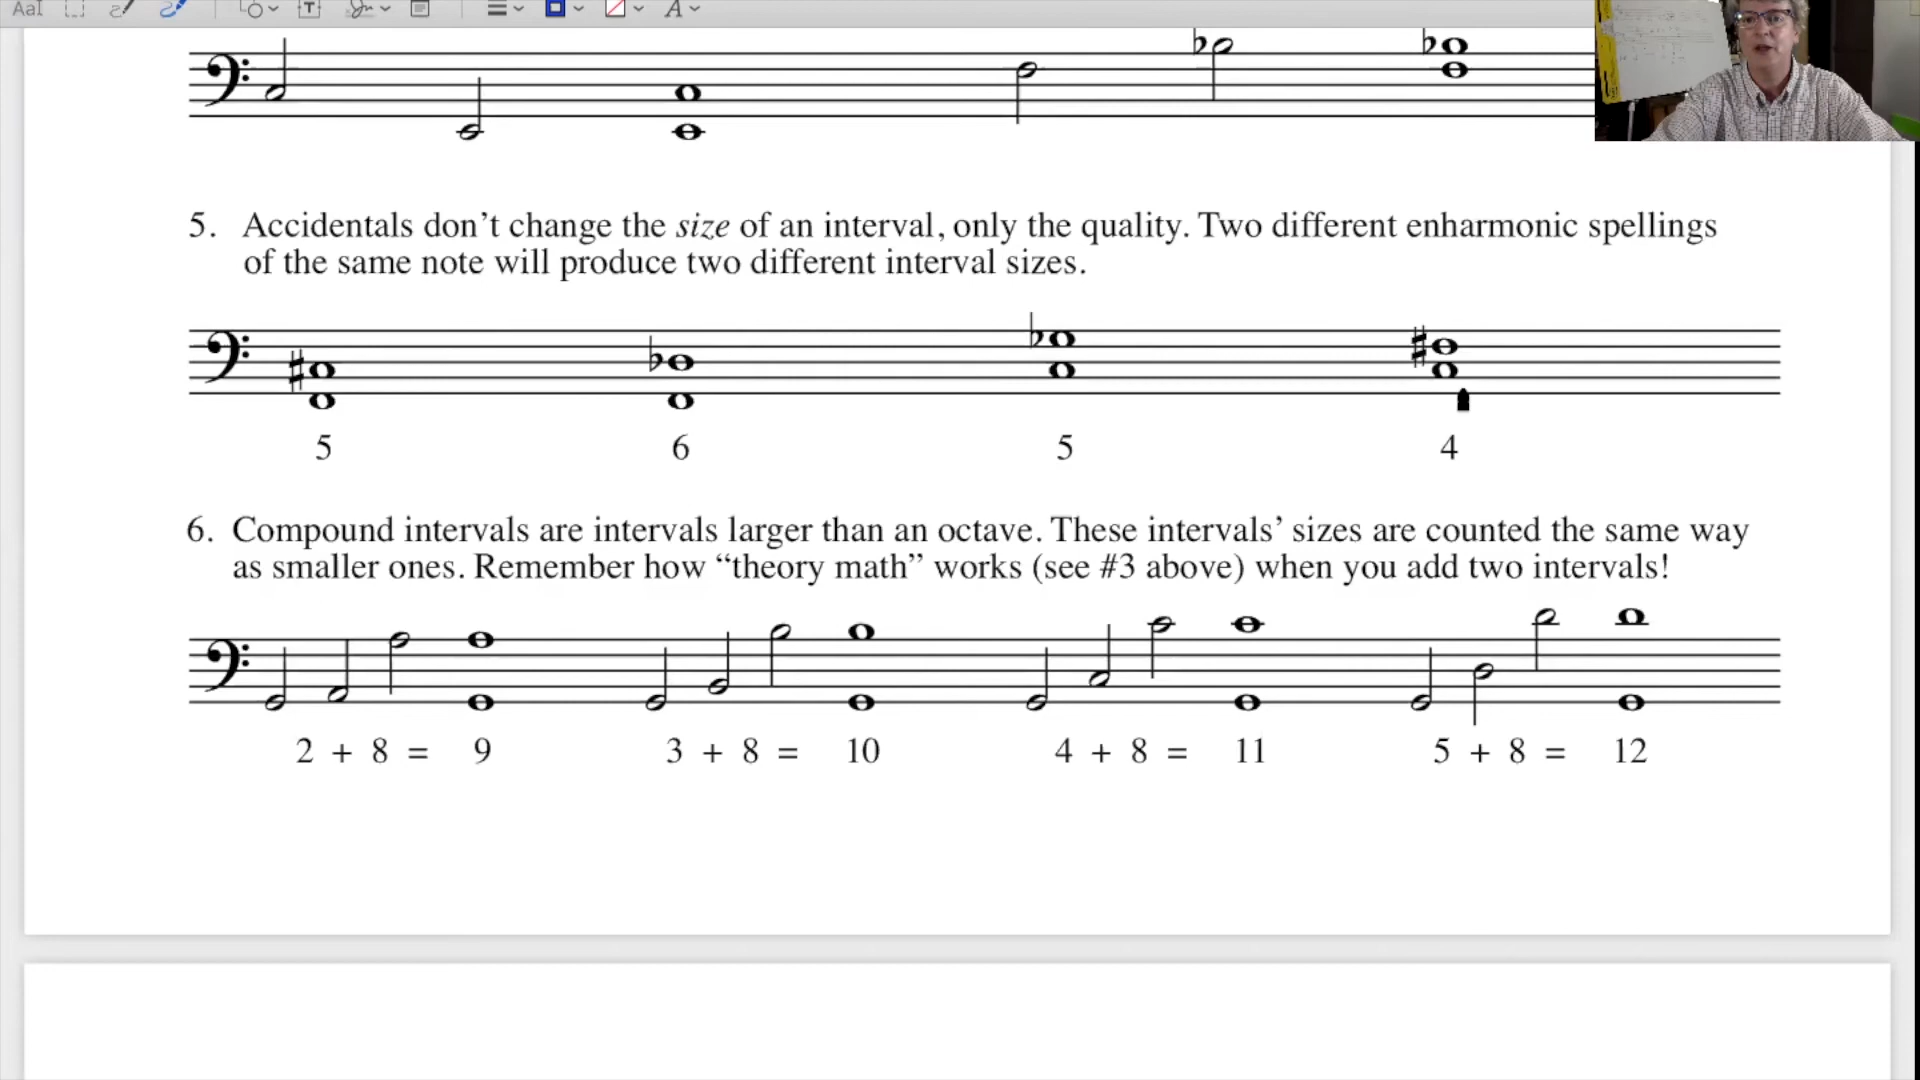 AaI T A
5. Accidentals don’t change the size of an interval, only the quality. Two different enharmonic spellings
of the same note will produce two different interval sizes.
5 6 5 4
6. Compound intervals are intervals larger than an octave. These intervals’ sizes are counted the same way
as smaller ones. Remember how “theory math” works (see #3 above) when you add two intervals!
2 + 8 = 9 3 + 8 = 10 4 + 8 = 11 5 + 8 = 12